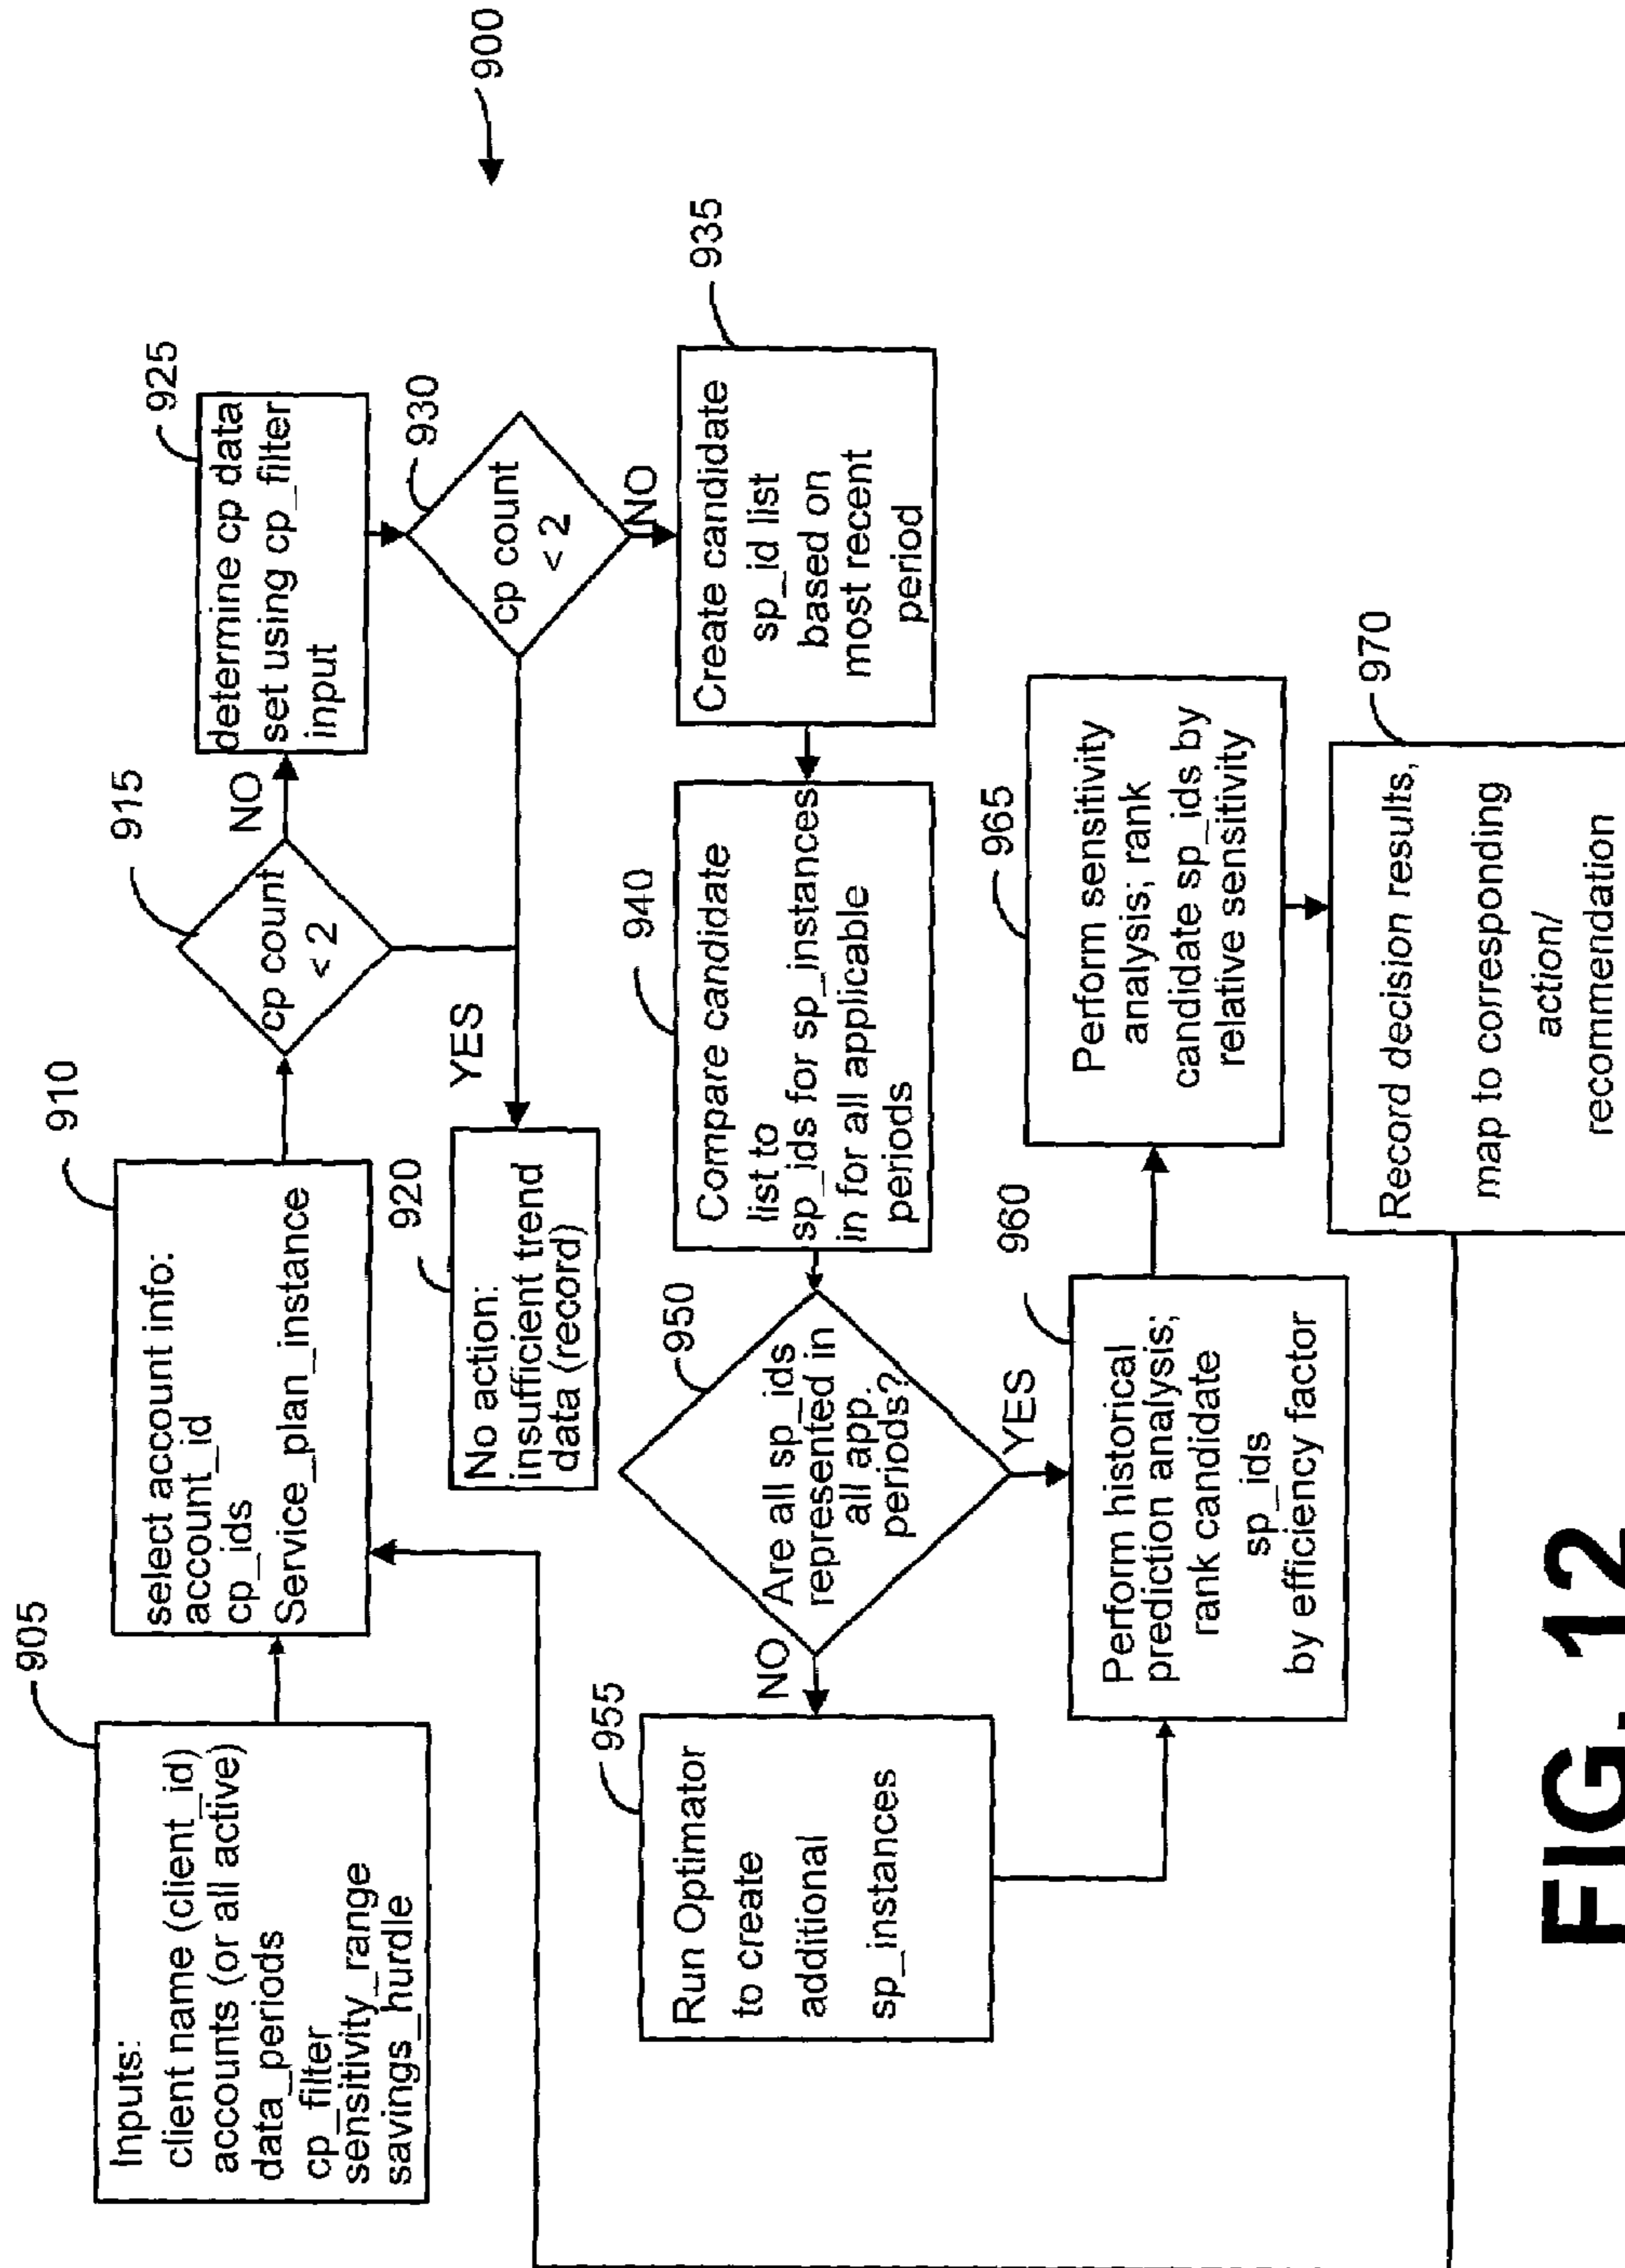 900
905
Inputs:
client name (client_id)
accounts (or all active)
data_periods
cp_filter
sensitivity_range
savings_hurdle
910
select account info:
account_id
cp_ids
Service_plan_instance
915
cp count
< 2
NO
YES
920
No action:
insufficient trend
data (record)
925
determine cp data
set using cp_filter
input
930
cp count
< 2
NO
935
Create candidate
sp_id list
based on
most recent
period
940
Compare candidate
list to
sp_ids for sp_instances
in for all applicable
periods
950
Are all sp_ids
represented in
all app.
periods?
NO
YES
955
Run Optimator
to create
additional
sp_instances
960
Perform historical
prediction analysis;
rank candidate
sp_ids
by efficiency factor
965
Perform sensitivity
analysis; rank
candidate sp_ids by
relative sensitivity
970
Record decision results,
map to corresponding
action/
recommendation
FIG. 12